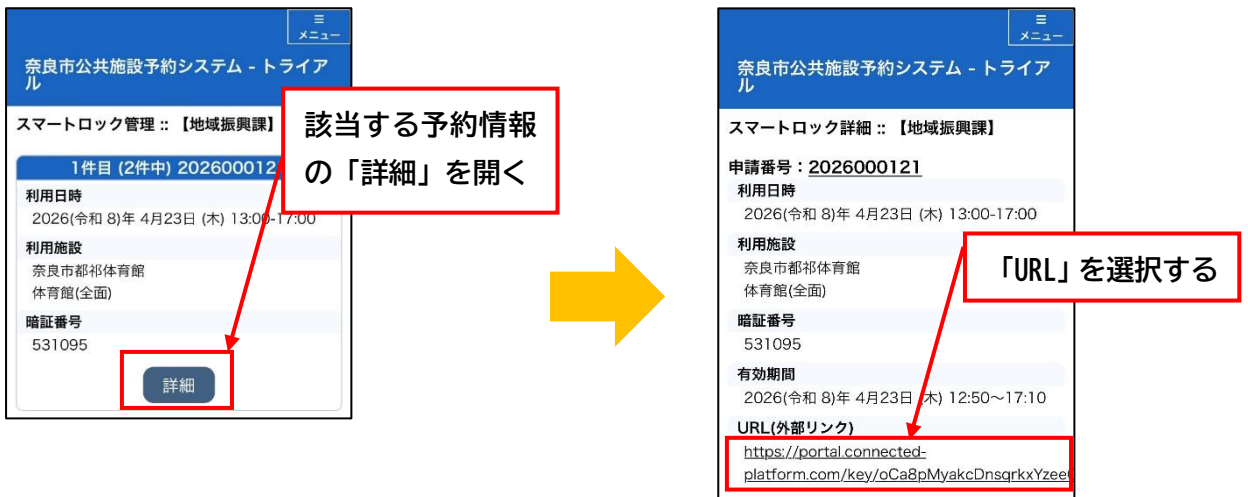 ≡
メニュー
奈良市公共施設予約システム - トライア
ル
スマートロック管理 :: 【地域振興課】
1件目 (2件中) 202600012
利用日時
2026(令和 8)年 4月23日 (木) 13:00-17:00
利用施設
奈良市都祁体育館
体育館(全面)
暗証番号
531095
詳細
該当する予約情報
の「詳細」を開く
≡
メニュー
奈良市公共施設予約システム - トライア
ル
スマートロック詳細 :: 【地域振興課】
申請番号：2026000121
利用日時
2026(令和 8)年 4月23日 (木) 13:00-17:00
利用施設
奈良市都祁体育館
体育館(全面)
暗証番号
531095
有効期間
2026(令和 8)年 4月23日 (木) 12:50～17:10
URL(外部リンク)
https://portal.connected-
platform.com/key/oCa8pMyakcDnsqrkxYzee
「URL」を選択する